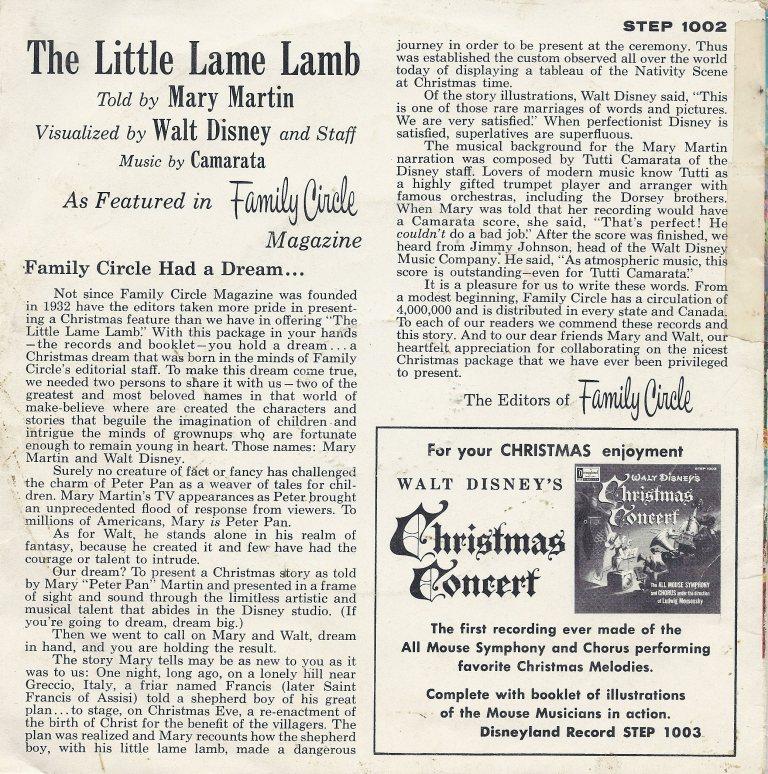 STEP 1002
The Little Lame Lamb
Told by Mary Martin
Visualized by Walt Disney and Staff
Music by Camarata
As Featured in Family Circle
Magazine
Family Circle Had a Dream...
Not since Family Circle Magazine was founded
in 1932 have the editors taken more pride in present-
ing a Christmas feature than we have in offering "The
Little Lame Lamb." With this package in your hands
—the records and booklet—you hold a dream...a
Christmas dream that was born in the minds of Family
Circle's editorial staff. To make this dream come true,
we needed two persons to share it with us—two of the
greatest and most beloved names in that world of
make-believe where are created the characters and
stories that beguile the imagination of children and
intrigue the minds of grownups who are fortunate
enough to remain young in heart. Those names: Mary
Martin and Walt Disney.
Surely no creature of fact or fancy has challenged
the charm of Peter Pan as a weaver of tales for chil-
dren. Mary Martin's TV appearances as Peter brought
an unprecedented flood of response from viewers. To
millions of Americans, Mary is Peter Pan.
As for Walt, he stands alone in his realm of
fantasy, because he created it and few have had the
courage or talent to intrude.
Our dream? To present a Christmas story as told
by Mary "Peter Pan" Martin and presented in a frame
of sight and sound through the limitless artistic and
musical talent that abides in the Disney studio. (If
you're going to dream, dream big.)
Then we went to call on Mary and Walt, dream
in hand, and you are holding the result.
The story Mary tells may be as new to you as it
was to us: One night, long ago, on a lonely hill near
Greccio, Italy, a friar named Francis (later Saint
Francis of Assisi) told a shepherd boy of his great
plan...to stage, on Christmas Eve, a re-enactment of
the birth of Christ for the benefit of the villagers. The
plan was realized and Mary recounts how the shepherd
boy, with his little lame lamb, made a dangerous
journey in order to be present at the ceremony. Thus
was established the custom observed all over the world
today of displaying a tableau of the Nativity Scene
at Christmas time.
Of the story illustrations, Walt Disney said, "This
is one of those rare marriages of words and pictures.
We are very satisfied." When perfectionist Disney is
satisfied, superlatives are superfluous.
The musical background for the Mary Martin
narration was composed by Tutti Camarata of the
Disney staff. Lovers of modern music know Tutti as
a highly gifted trumpet player and arranger with
famous orchestras, including the Dorsey brothers.
When Mary was told that her recording would have
a Camarata score, she said, "That's perfect! He
couldn't do a bad job." After the score was finished, we
heard from Jimmy Johnson, head of the Walt Disney
Music Company. He said, "As atmospheric music, this
score is outstanding—even for Tutti Camarata."
It is a pleasure for us to write these words. From
a modest beginning, Family Circle has a circulation of
4,000,000 and is distributed in every state and Canada.
To each of our readers we commend these records and
this story. And to our dear friends Mary and Walt, our
heartfelt appreciation for collaborating on the nicest
Christmas package that we have ever been privileged
to present.
The Editors of Family Circle
For your CHRISTMAS enjoyment
WALT DISNEY'S
Christmas
Concert
STEP 1003
WALT DISNEY'S
Christmas
Concert
The ALL MOUSE SYMPHONY
and CHORUS under the direction
of Ludwig Mousensky
The first recording ever made of the
All Mouse Symphony and Chorus performing
favorite Christmas Melodies.
Complete with booklet of illustrations
of the Mouse Musicians in action.
Disneyland Record STEP 1003